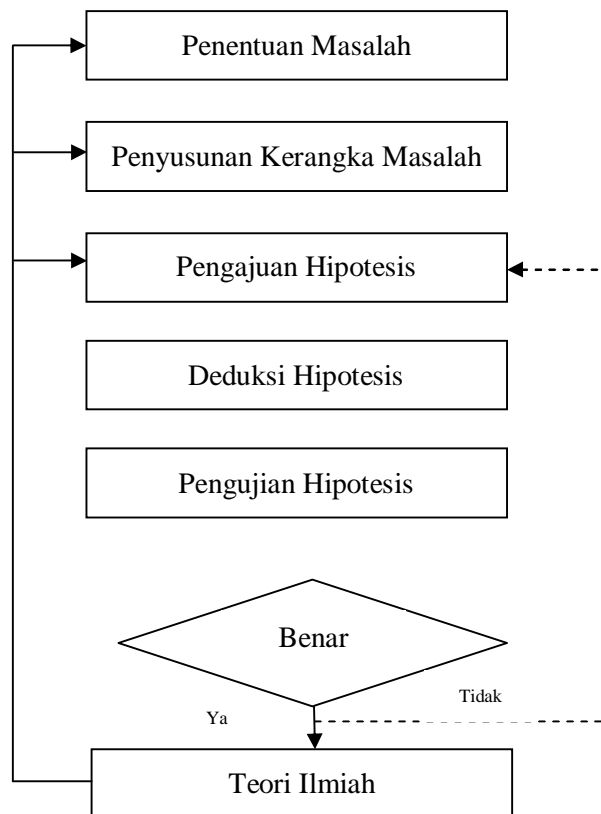 Penentuan Masalah
Penyusunan Kerangka Masalah
Pengajuan Hipotesis
Deduksi Hipotesis
Pengujian Hipotesis
Benar
Tidak
Ya
Teori Ilmiah